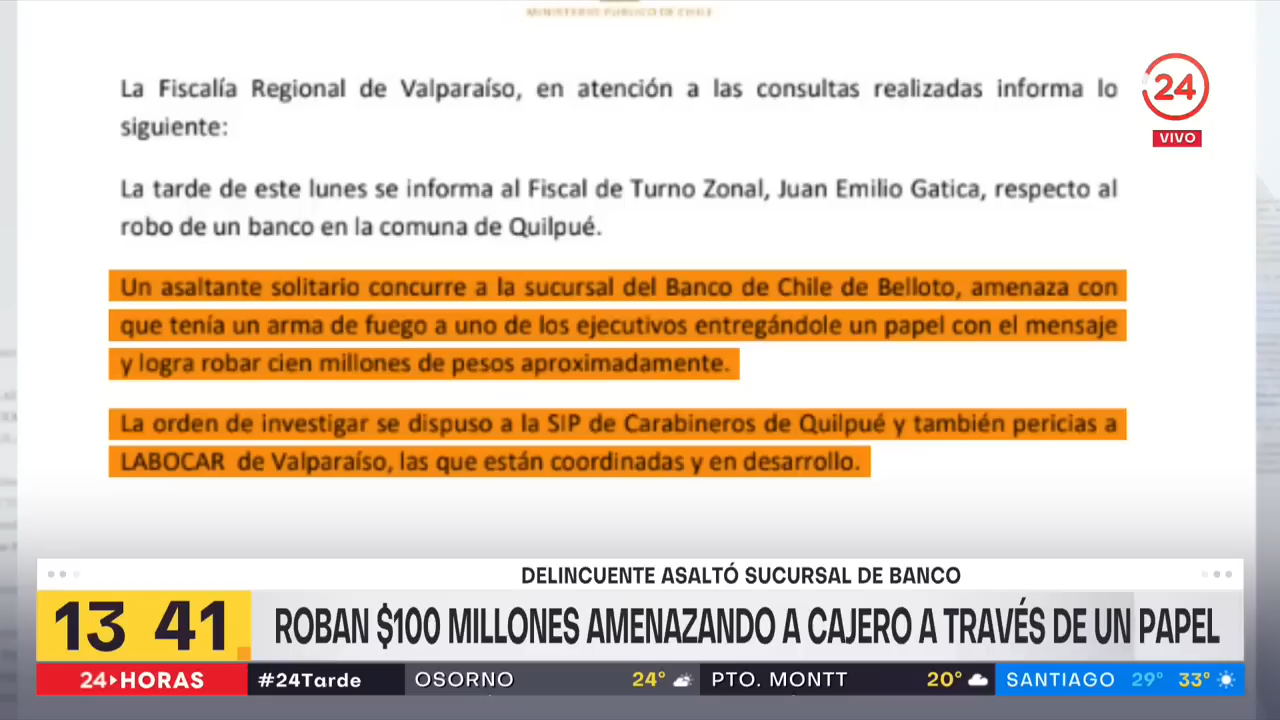 MINISTERIO PÚBLICO DE CHILE
La Fiscalía Regional de Valparaíso, en atención a las consultas realizadas informa lo
siguiente:
La tarde de este lunes se informa al Fiscal de Turno Zonal, Juan Emilio Gatica, respecto al
robo de un banco en la comuna de Quilpué.
Un asaltante solitario concurre a la sucursal del Banco de Chile de Belloto, amenaza con
que tenía un arma de fuego a uno de los ejecutivos entregándole un papel con el mensaje
y logra robar cien millones de pesos aproximadamente.
La orden de investigar se dispuso a la SIP de Carabineros de Quilpué y también pericias a
LABOCAR de Valparaíso, las que están coordinadas y en desarrollo.
24
VIVO
DELINCUENTE ASALTÓ SUCURSAL DE BANCO
13 41
ROBAN $100 MILLONES AMENAZANDO A CAJERO A TRAVÉS DE UN PAPEL
24 HORAS
#24Tarde
OSORNO 24°
PTO. MONTT 20°
SANTIAGO 29° 33°